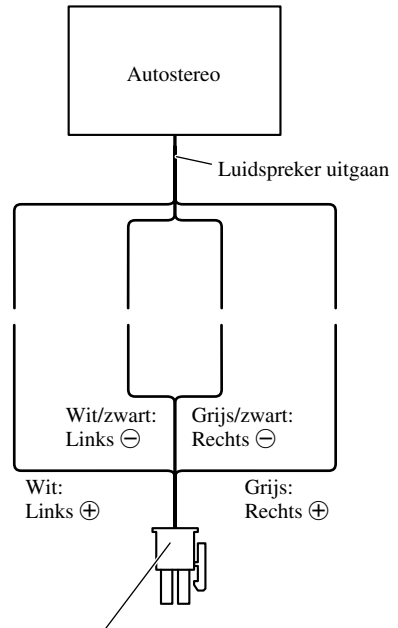 Autostereo
Luidspreker uitgaan
Wit/zwart:
Links ⊖
Grijs/zwart:
Rechts ⊖
Wit:
Links ⊕
Grijs:
Rechts ⊕